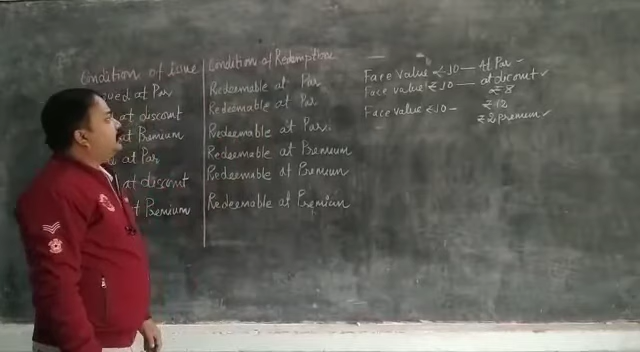 Condition of Issue Condition of Redemption
ued at Par Redeemable at Par
at discount Redeemable at Par
at Premium Redeemable at Par.
at Par Redeemable at Premium
at discount Redeemable at Premium
t Premium Redeemable at Premium
Face value ₹ 10 — At Par -
Face value ₹ 10 — at discount ✓
₹ 8
Face value ₹ 10 - ₹ 12
₹ 2 premium ✓